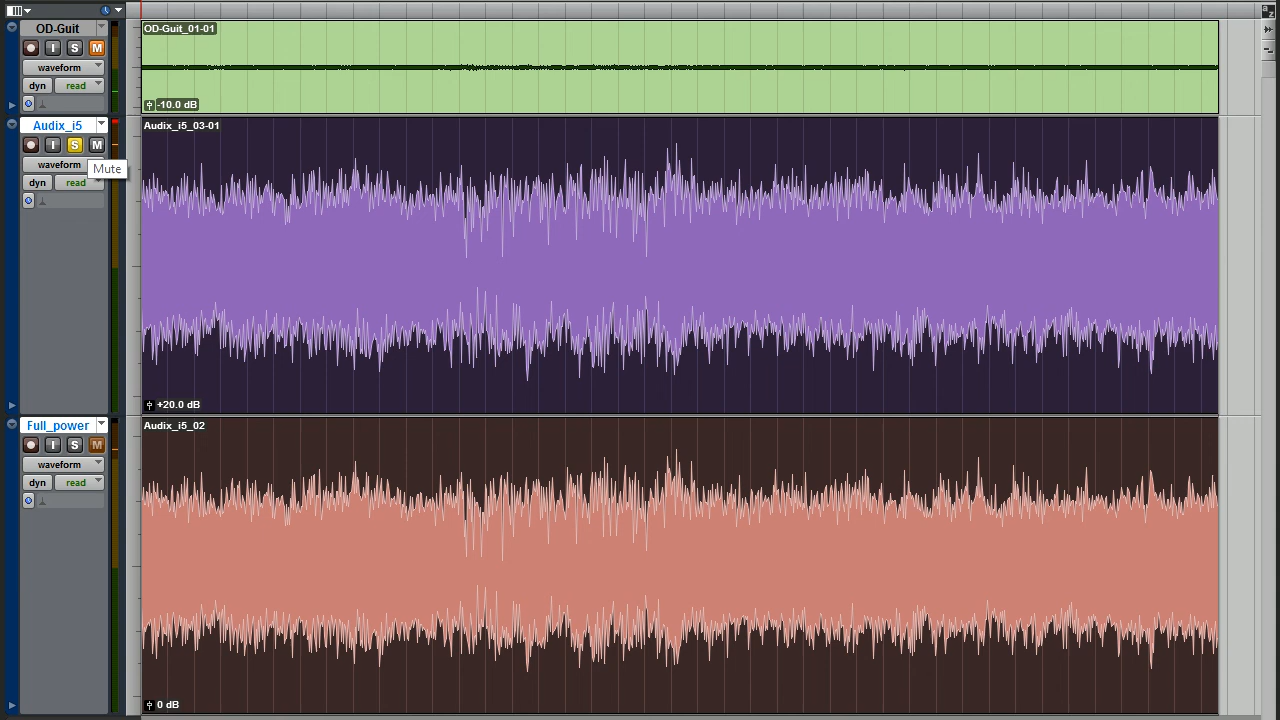 OD-Guit
I S M
waveform
dyn read
OD-Guit_01-01
-10.0 dB
Audix_i5
I S M
waveform
Mute
dyn read
Audix_i5_03-01
+20.0 dB
Full_power
I S M
waveform
dyn read
Audix_i5_02
0 dB
a
z